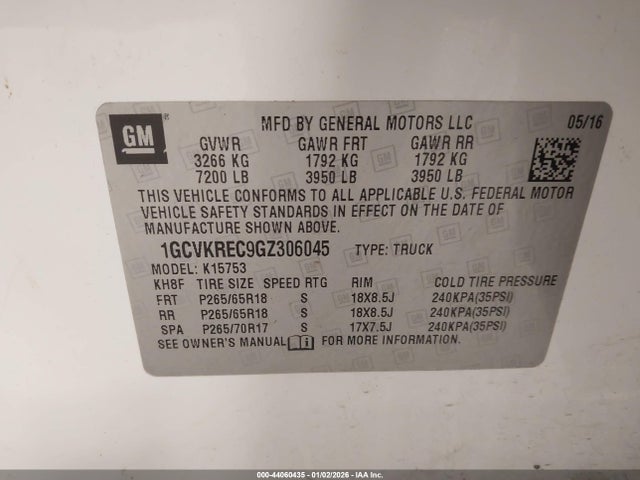 GM
MFD BY GENERAL MOTORS LLC 05/16
GVWR GAWR FRT GAWR RR
3266 KG 1792 KG 1792 KG
7200 LB 3950 LB 3950 LB
THIS VEHICLE CONFORMS TO ALL APPLICABLE U.S. FEDERAL MOTOR
VEHICLE SAFETY STANDARDS IN EFFECT ON THE DATE OF
MANUFACTURE SHOWN ABOVE.
1GCVKREC9GZ306045 TYPE: TRUCK
MODEL: K15753
KH8F TIRE SIZE SPEED RTG RIM COLD TIRE PRESSURE
FRT P265/65R18 S 18X8.5J 240KPA(35PSI)
RR P265/65R18 S 18X8.5J 240KPA(35PSI)
SPA P265/70R17 S 17X7.5J 240KPA(35PSI)
SEE OWNER'S MANUAL FOR MORE INFORMATION.
000-44060435 - 01/02/2026 - IAA Inc.